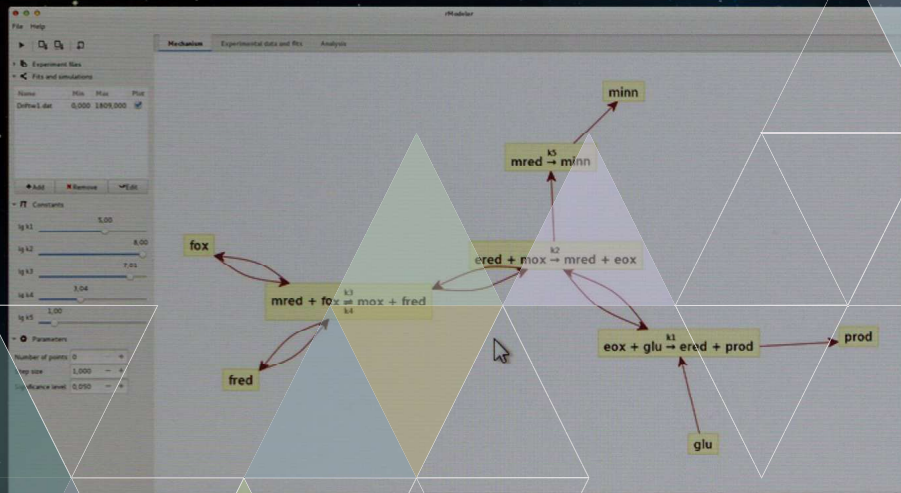 rModeler
File Help
Mechanism Experimental data and fits Analysis
Experiment files
Fits and simulations
Name Min Max Plot
0,000 1809,000
Add Remove Edit
Constants
lg k1 5,00
lg k2 8,00
lg k3
lg k4 3,04
lg k5 1,00
Parameters
Number of points 0 - +
step size 1,000 - +
Significance level 0,050 - +
minn
k5
mred → minn
fox
k2
ered + mox → mred + eox
k3
mred + fox ⇌ mox + fred
k4
k1
eox + glu → ered + prod
prod
fred
glu